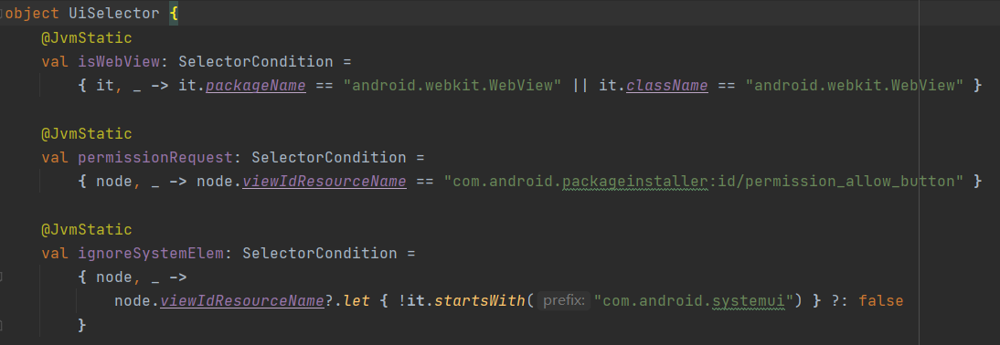 object UiSelector {
@JvmStatic
val isWebView: SelectorCondition =
{ it, _ -> it.packageName == "android.webkit.WebView" || it.className == "android.webkit.WebView" }
@JvmStatic
val permissionRequest: SelectorCondition =
{ node, _ -> node.viewIdResourceName == "com.android.packageinstaller:id/permission_allow_button" }
@JvmStatic
val ignoreSystemElem: SelectorCondition =
{ node, _ ->
node.viewIdResourceName?.let { !it.startsWith( prefix: "com.android.systemui") } ?: false
}